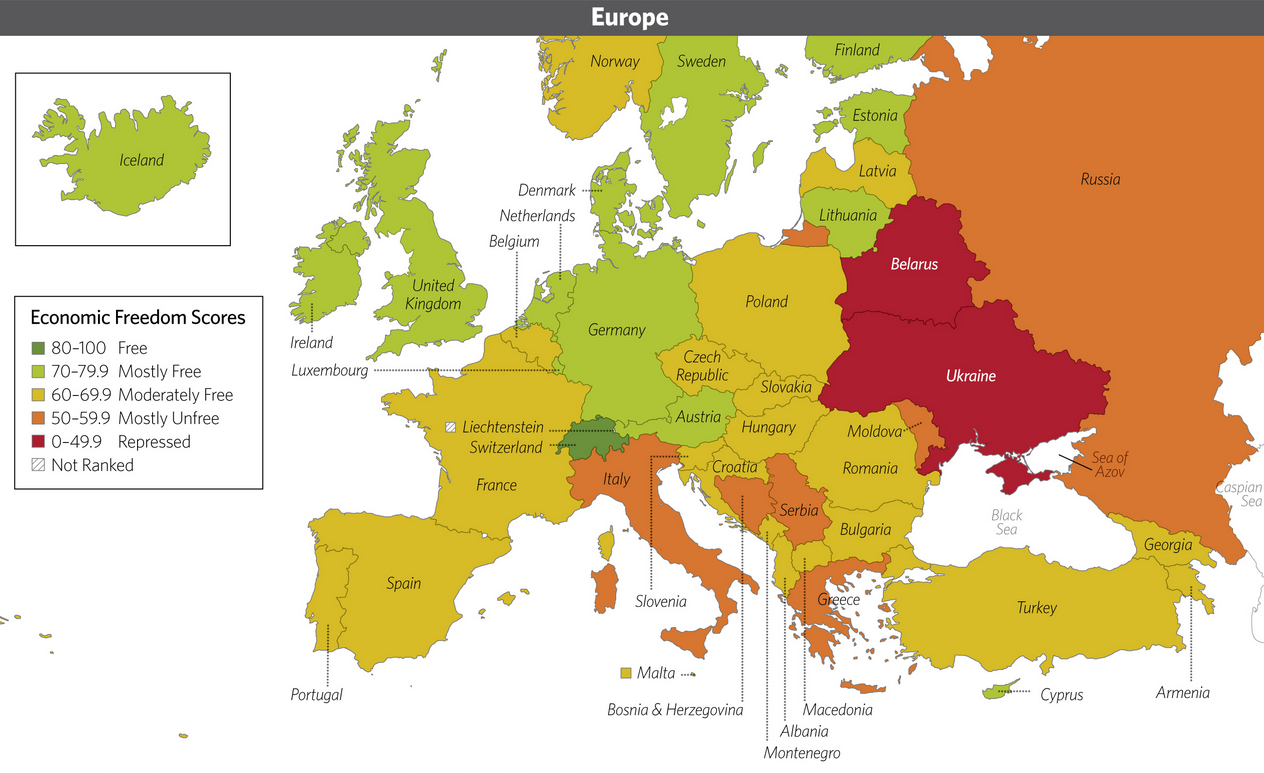 Europe
Iceland
Norway
Sweden
Finland
Estonia
Latvia
Lithuania
Russia
Denmark
Netherlands
Belgium
Belarus
United
Kingdom
Ireland
Luxembourg
Germany
Poland
Czech
Republic
Slovakia
Ukraine
Economic Freedom Scores
80–100 Free
70–79.9 Mostly Free
60–69.9 Moderately Free
50–59.9 Mostly Unfree
0–49.9 Repressed
Not Ranked
Liechtenstein
Switzerland
Austria
Hungary
Moldova
France
Italy
Croatia
Romania
Sea of
Azov
Caspian
Sea
Serbia
Bulgaria
Black
Sea
Georgia
Spain
Slovenia
Greece
Turkey
Malta
Portugal
Bosnia & Herzegovina
Macedonia
Albania
Montenegro
Cyprus
Armenia